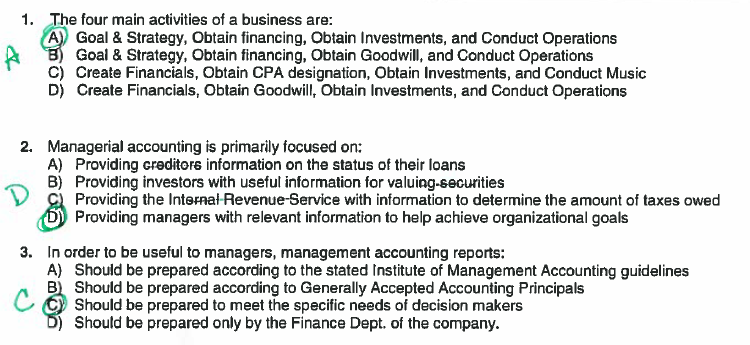 1. The four main activities of a business are:
A) Goal & Strategy, Obtain financing, Obtain Investments, and Conduct Operations
A
B) Goal & Strategy, Obtain financing, Obtain Goodwill, and Conduct Operations
C) Create Financials, Obtain CPA designation, Obtain Investments, and Conduct Music
D) Create Financials, Obtain Goodwill, Obtain Investments, and Conduct Operations
2. Managerial accounting is primarily focused on:
A) Providing creditors information on the status of their loans
B) Providing investors with useful information for valuing securities
D
C) Providing the Internal Revenue Service with information to determine the amount of taxes owed
D) Providing managers with relevant information to help achieve organizational goals
3. In order to be useful to managers, management accounting reports:
A) Should be prepared according to the stated Institute of Management Accounting guidelines
B) Should be prepared according to Generally Accepted Accounting Principals
C
C) Should be prepared to meet the specific needs of decision makers
D) Should be prepared only by the Finance Dept. of the company.